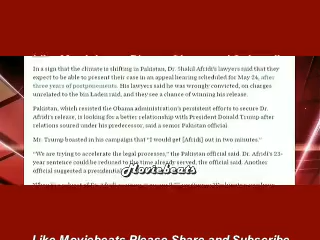 In a sign that the climate is shifting in Pakistan, Dr. Shakil Afridi's lawyers said that they
expect to be able to present their case in an appeal hearing scheduled for May 24, after
three years of postponements. His lawyers said he was wrongly convicted, on charges
unrelated to the bin Laden raid, and they see a chance of winning his release.
Pakistan, which resisted the Obama administration's persistent efforts to secure Dr.
Afridi's release, is looking for a better relationship with President Donald Trump after
relations soured under his predecessor, said a senior Pakistan official.
Mr. Trump boasted in his campaign that "I would get [Afridi] out in two minutes."
"We are trying to accelerate the legal processes," the Pakistan official said. Dr. Afridi's 23-
year sentence could be reduced to the time already served, the official said. Another
official suggested a presidential
Moviebeats
Like Moviebeats Please Share and Subscribe